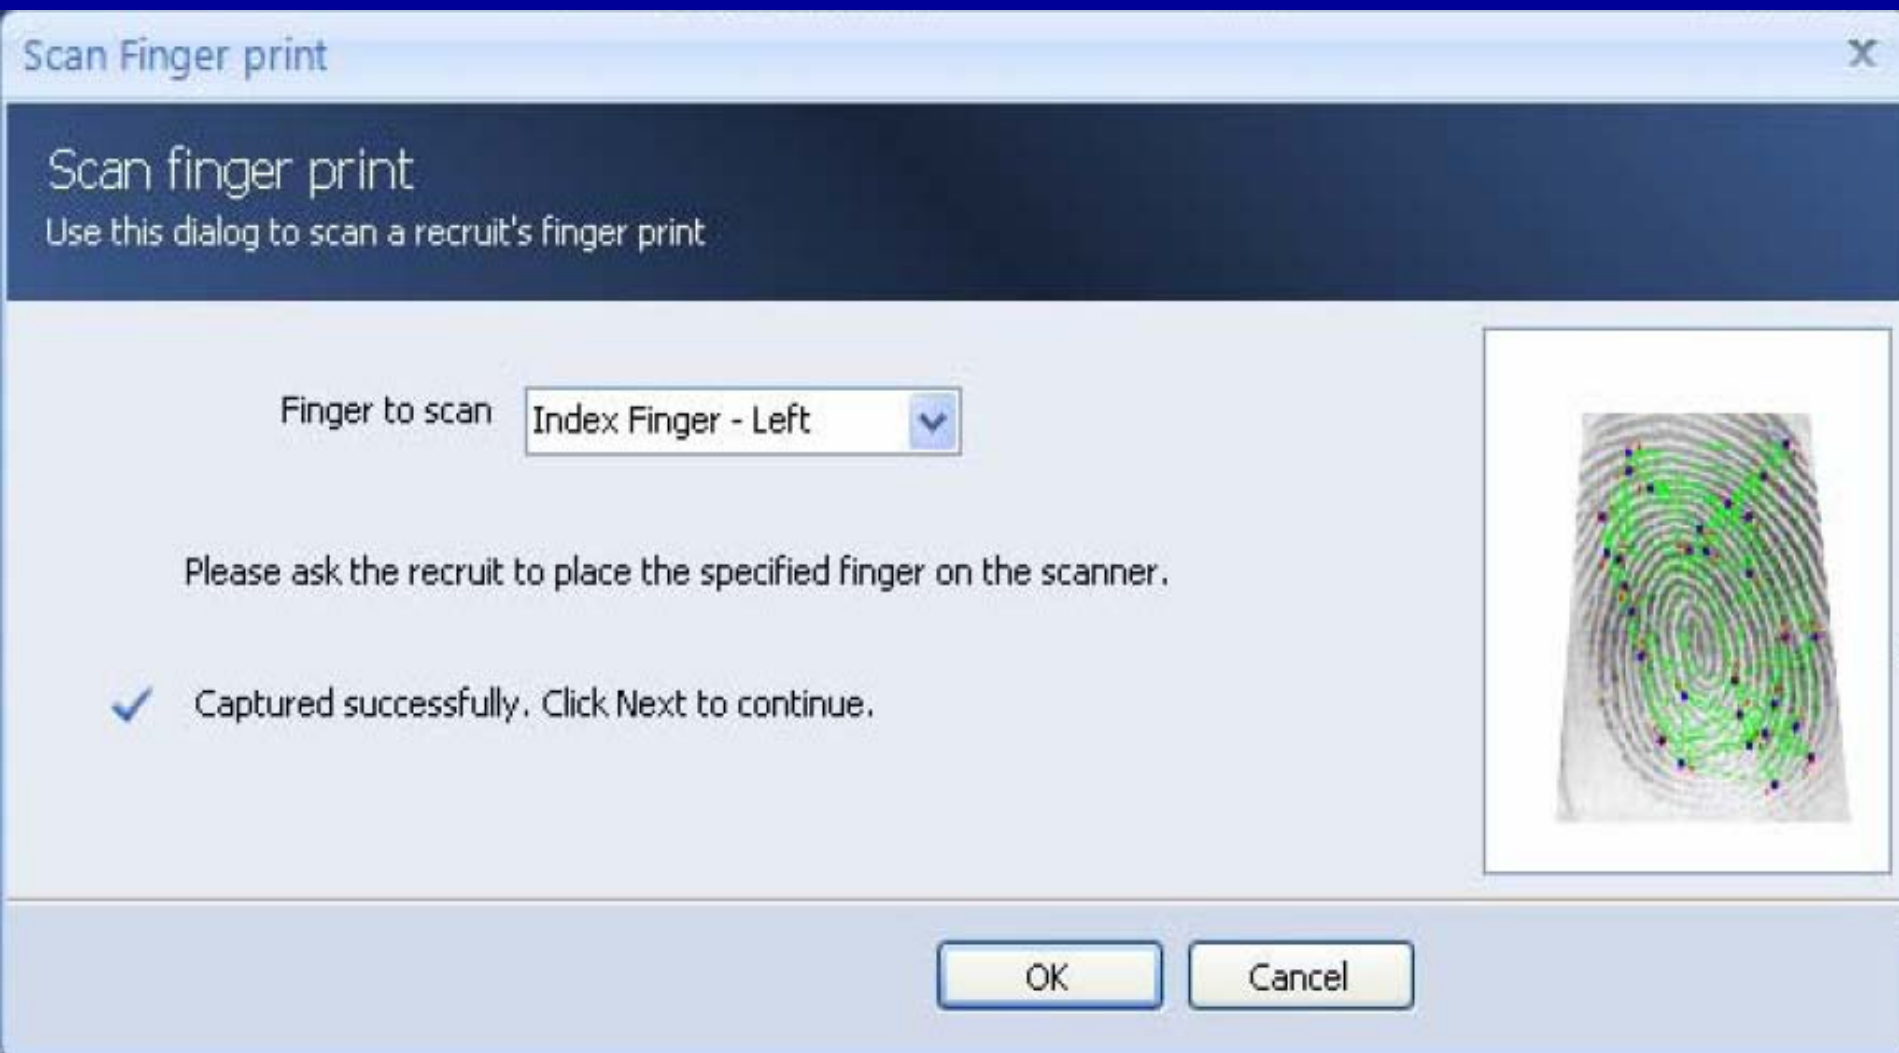 Scan Finger print
x
Scan finger print
Use this dialog to scan a recruit's finger print
Finger to scan
Index Finger - Left
Please ask the recruit to place the specified finger on the scanner.
Captured successfully. Click Next to continue.
OK
Cancel